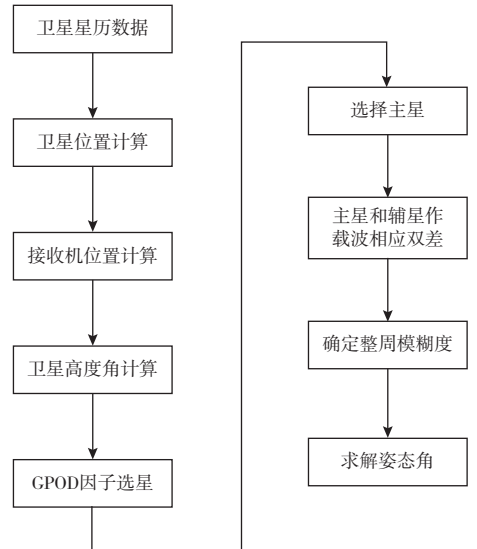 卫星星历数据
卫星位置计算
接收机位置计算
卫星高度角计算
GPOD因子选星
选择主星
主星和辅星作
载波相应双差
确定整周模糊度
求解姿态角